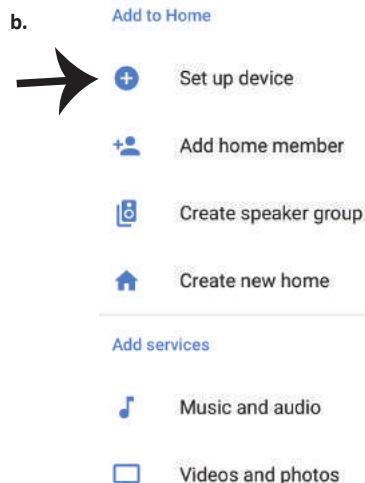 b.
Add to Home
Set up device
Add home member
Create speaker group
Create new home
Add services
Music and audio
Videos and photos